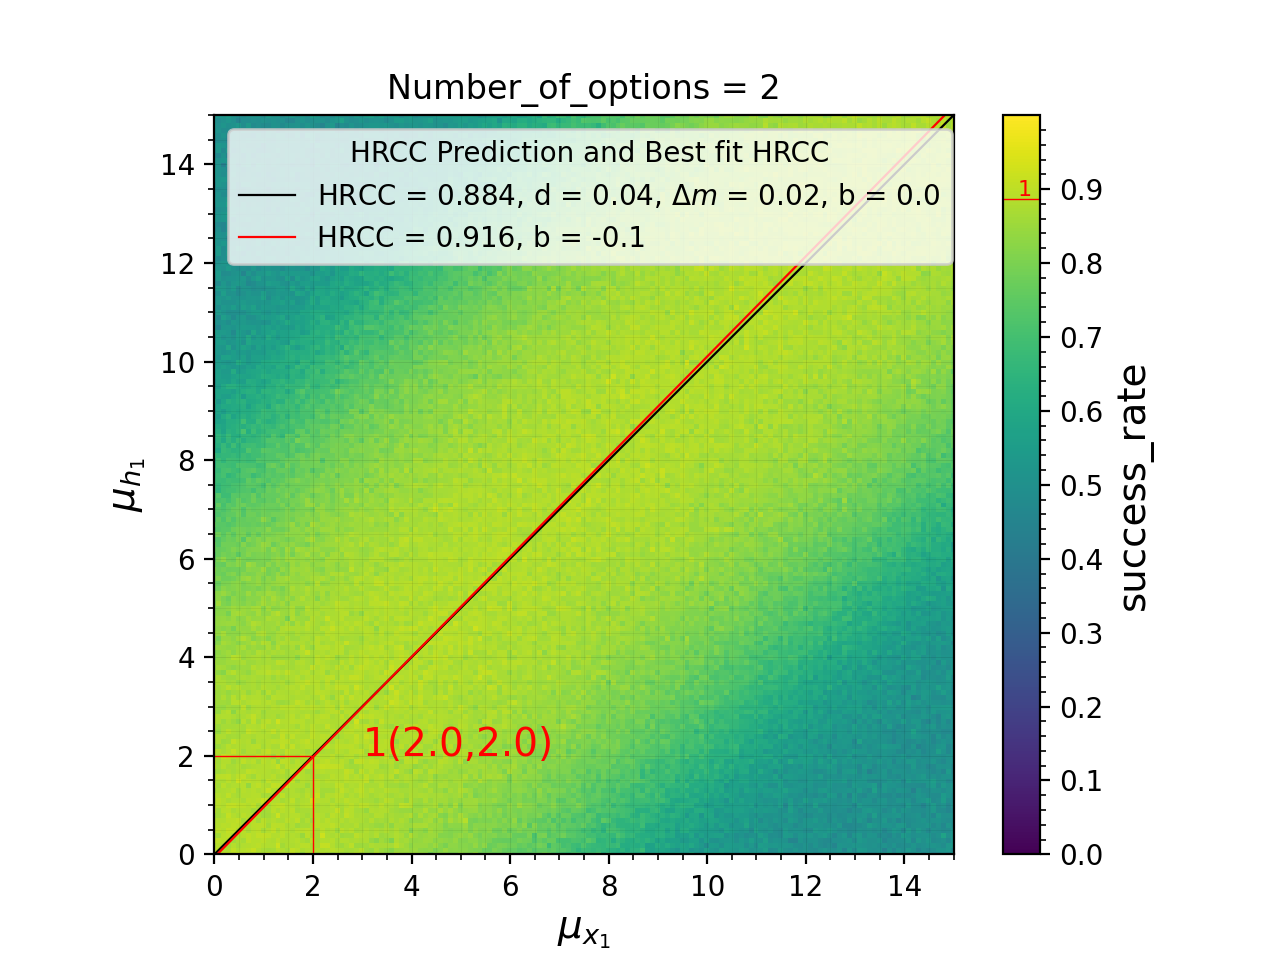 Number_of_options = 2
HRCC Prediction and Best fit HRCC
HRCC = 0.884, d = 0.04, Δm = 0.02, b = 0.0
HRCC = 0.916, b = -0.1
14
12
10
8
6
4
2
0
μh₁
1(2.0,2.0)
0 2 4 6 8 10 12 14
μx₁
1
0.9
0.8
0.7
0.6
0.5
0.4
0.3
0.2
0.1
0.0
success_rate